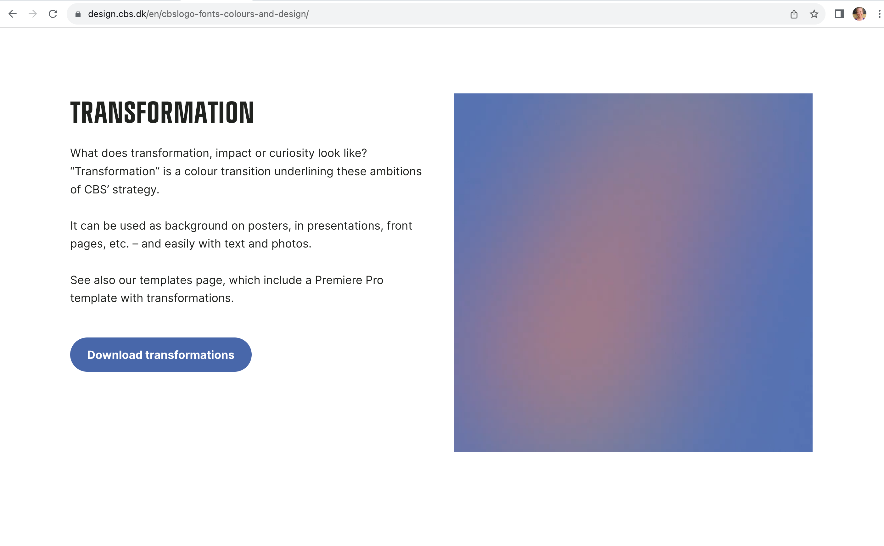 design.cbs.dk/en/cbslogo-fonts-colours-and-design/
TRANSFORMATION
What does transformation, impact or curiosity look like?
"Transformation" is a colour transition underlining these ambitions
of CBS' strategy.
It can be used as background on posters, in presentations, front
pages, etc. – and easily with text and photos.
See also our templates page, which include a Premiere Pro
template with transformations.
Download transformations